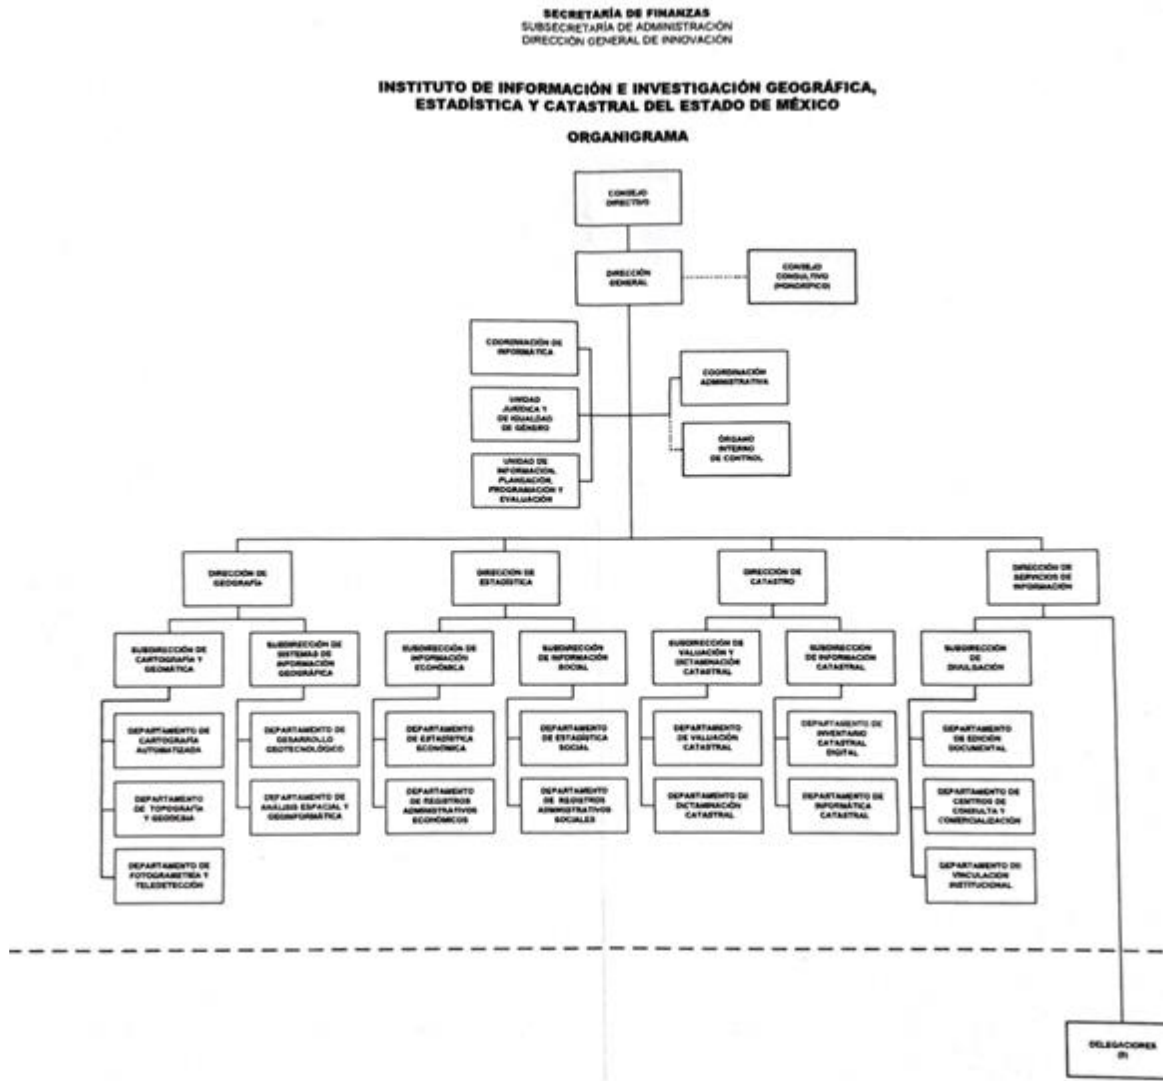 SECRETARÍA DE FINANZAS
SUBSECRETARÍA DE ADMINISTRACIÓN
DIRECCIÓN GENERAL DE INNOVACIÓN
INSTITUTO DE INFORMACIÓN E INVESTIGACIÓN GEOGRÁFICA,
ESTADÍSTICA Y CATASTRAL DEL ESTADO DE MÉXICO
ORGANIGRAMA
CONSEJO
DIRECTIVO
DIRECCIÓN
GENERAL
CONSEJO
CONSULTIVO
(HONORÍFICO)
COORDINACIÓN DE
INFORMÁTICA
COORDINACIÓN
ADMINISTRATIVA
UNIDAD
JURÍDICA Y
DE IGUALDAD
DE GÉNERO
ÓRGANO
INTERNO
DE CONTROL
UNIDAD DE
INFORMACIÓN,
PLANEACIÓN,
PROGRAMACIÓN Y
EVALUACIÓN
DIRECCIÓN DE
GEOGRAFÍA
DIRECCIÓN DE
ESTADÍSTICA
DIRECCIÓN DE
CATASTRO
DIRECCIÓN DE
SERVICIOS DE
INFORMACIÓN
SUBDIRECCIÓN DE
CARTOGRAFÍA Y
GEOMÁTICA
SUBDIRECCIÓN DE
SISTEMAS DE
INFORMACIÓN
GEOGRÁFICA
SUBDIRECCIÓN DE
INFORMACIÓN
ECONÓMICA
SUBDIRECCIÓN
DE INFORMACIÓN
SOCIAL
SUBDIRECCIÓN DE
VALUACIÓN Y
DICTAMINACIÓN
CATASTRAL
SUBDIRECCIÓN
DE INFORMACIÓN
CATASTRAL
SUBDIRECCIÓN
DE
DIVULGACIÓN
DEPARTAMENTO DE
CARTOGRAFÍA
AUTOMATIZADA
DEPARTAMENTO DE
DESARROLLO
GEOTECNOLÓGICO
DEPARTAMENTO
DE ESTADÍSTICA
ECONÓMICA
DEPARTAMENTO
DE ESTADÍSTICA
SOCIAL
DEPARTAMENTO
DE VALUACIÓN
CATASTRAL
DEPARTAMENTO DE
INVENTARIO
CATASTRAL
DIGITAL
DEPARTAMENTO
DE EDICIÓN
DOCUMENTAL
DEPARTAMENTO
DE TOPOGRAFÍA
Y GEODESIA
DEPARTAMENTO DE
ANÁLISIS ESPACIAL Y
GEOINFORMÁTICA
DEPARTAMENTO
DE REGISTROS
ADMINISTRATIVOS
ECONÓMICOS
DEPARTAMENTO
DE REGISTROS
ADMINISTRATIVOS
SOCIALES
DEPARTAMENTO DE
DICTAMINACIÓN
CATASTRAL
DEPARTAMENTO DE
INFORMÁTICA
CATASTRAL
DEPARTAMENTO DE
CENTROS DE
CONSULTA Y
COMERCIALIZACIÓN
DEPARTAMENTO DE
FOTOGRAMETRÍA Y
TELEDETECCIÓN
DEPARTAMENTO DE
VINCULACIÓN
INSTITUCIONAL
DELEGACIONES